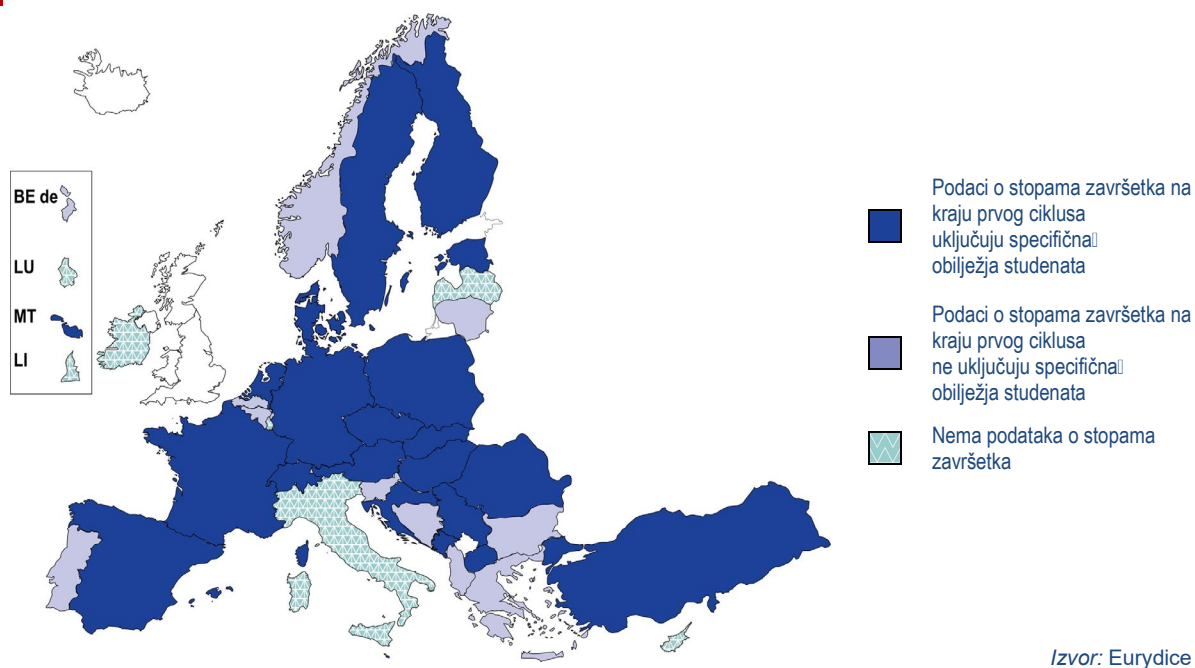 BE de
LU
MT
LI
Podaci o stopama završetka na
kraju prvog ciklusa
uključuju specifična
obilježja studenata
Podaci o stopama završetka na
kraju prvog ciklusa
ne uključuju specifična
obilježja studenata
Nema podataka o stopama
završetka
Izvor: Eurydice